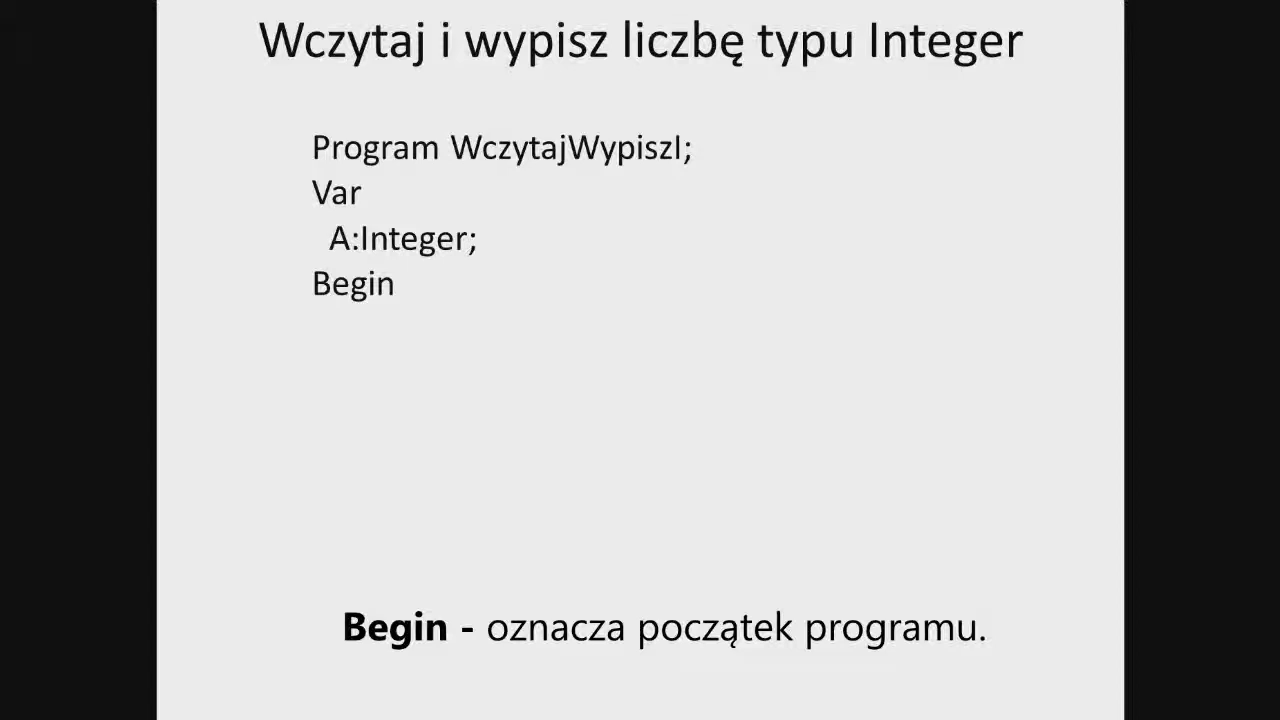 Wczytaj i wypisz liczbę typu Integer
Program WczytajWypiszI;
Var
A:Integer;
Begin
Begin - oznacza początek programu.